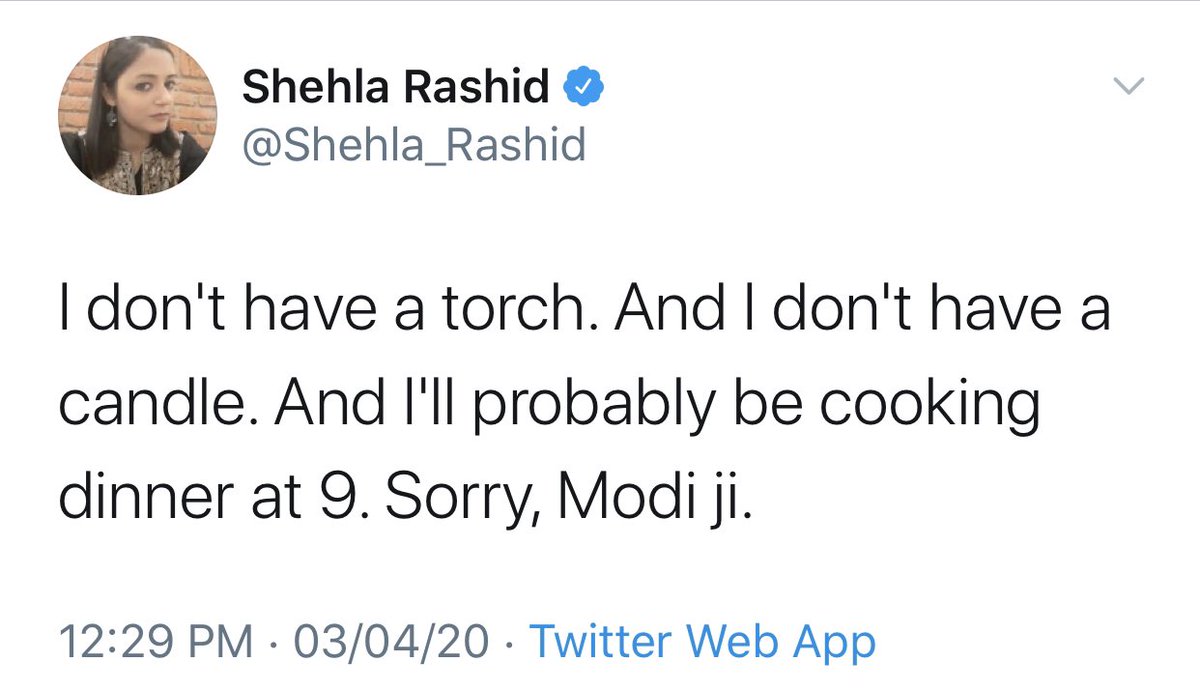 Shehla Rashid
@Shehla_Rashid
I don't have a torch. And I don't have a
candle. And I'll probably be cooking
dinner at 9. Sorry, Modi ji.
12:29 PM · 03/04/20 · Twitter Web App